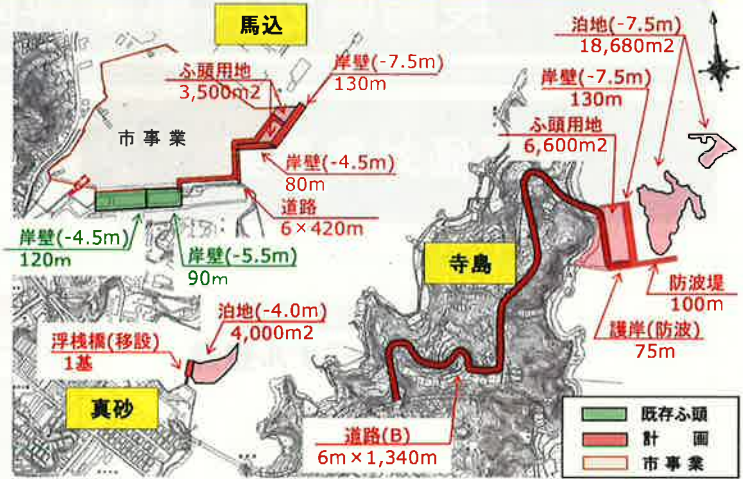 馬込
ふ頭用地
3,500m2
岸壁(-7.5m)
130m
市事業
岸壁(-4.5m)
80m
道路
6×420m
岸壁(-4.5m)
120m
岸壁(-5.5m)
90m
泊地(-7.5m)
18,680m2
岸壁(-7.5m)
130m
ふ頭用地
6,600m2
寺島
防波堤
100m
護岸(防波)
75m
道路(B)
6m×1,340m
泊地(-4.0m)
4,000m2
浮桟橋(移設)
1基
真砂
既存ふ頭
計画
市事業